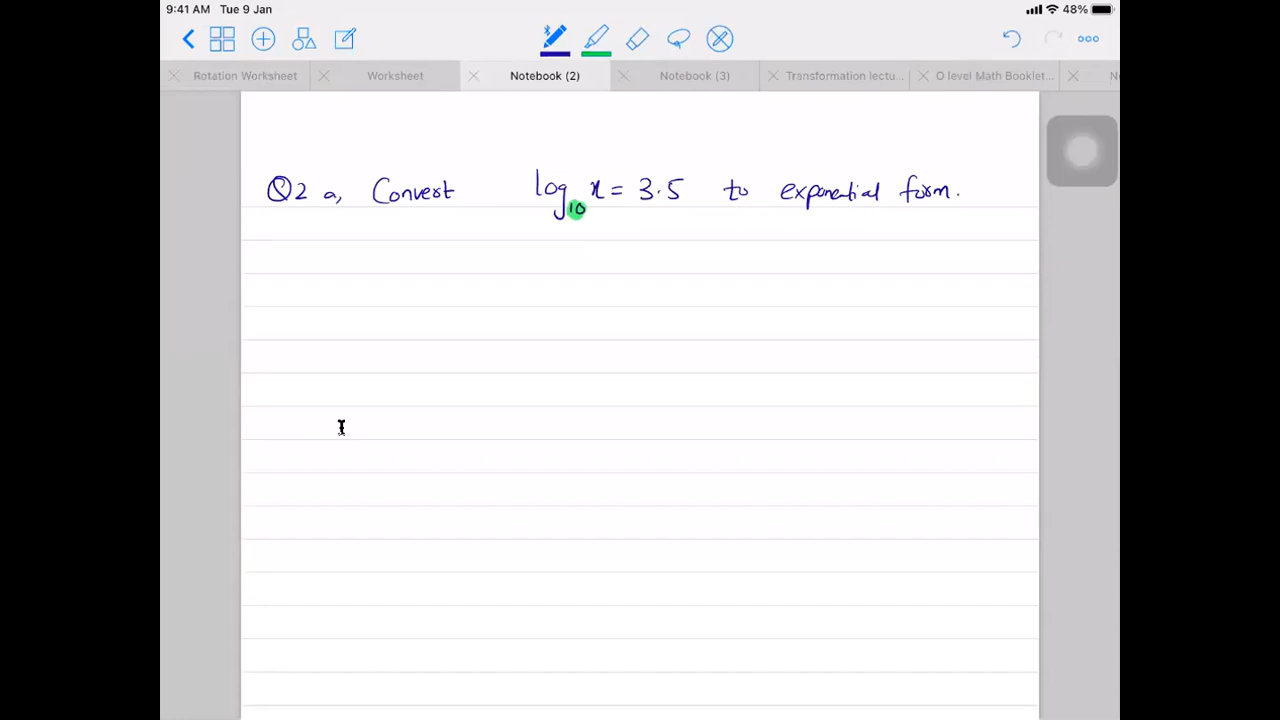 9:41 AM Tue 9 Jan 48%
Rotation Worksheet Worksheet Notebook (2) Notebook (3) Transformation lectu... O level Math Booklet...
Q2 a, Convert log₁₀ x = 3.5 to exponential form.